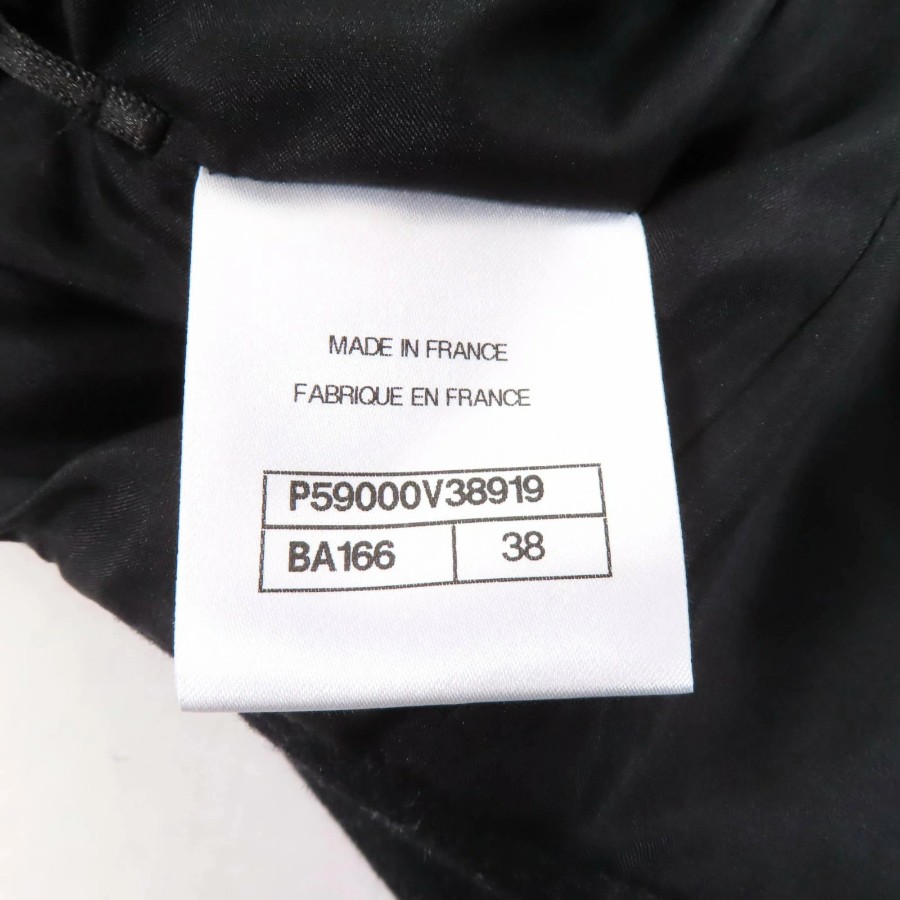 MADE IN FRANCE
FABRIQUE EN FRANCE
P59000V38919
BA166 38